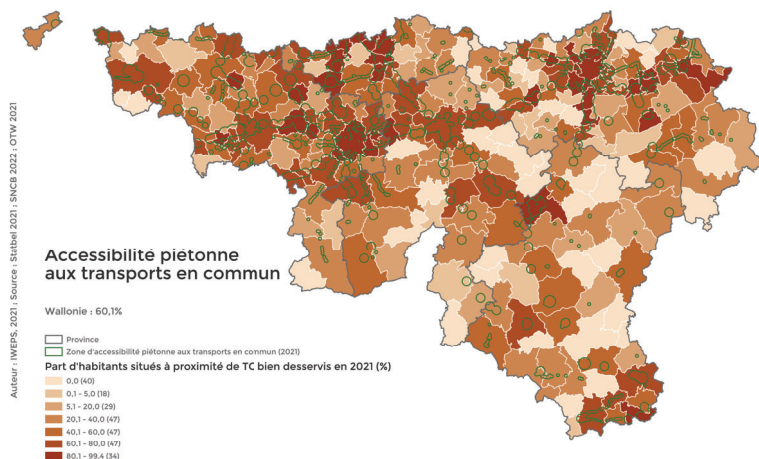 Auteur : IWEPS, 2021 ; Source : Statbel 2021 ; SNCB 2022 ; OTW 2021
Accessibilité piétonne
aux transports en commun
Wallonie : 60,1%
Province
Zone d'accessibilité piétonne aux transports en commun (2021)
Part d'habitants situés à proximité de TC bien desservis en 2021 (%)
0,0 (40)
0,1 - 5,0 (18)
5,1 - 20,0 (29)
20,1 - 40,0 (47)
40,1 - 60,0 (47)
60,1 - 80,0 (47)
80,1 - 99,4 (34)